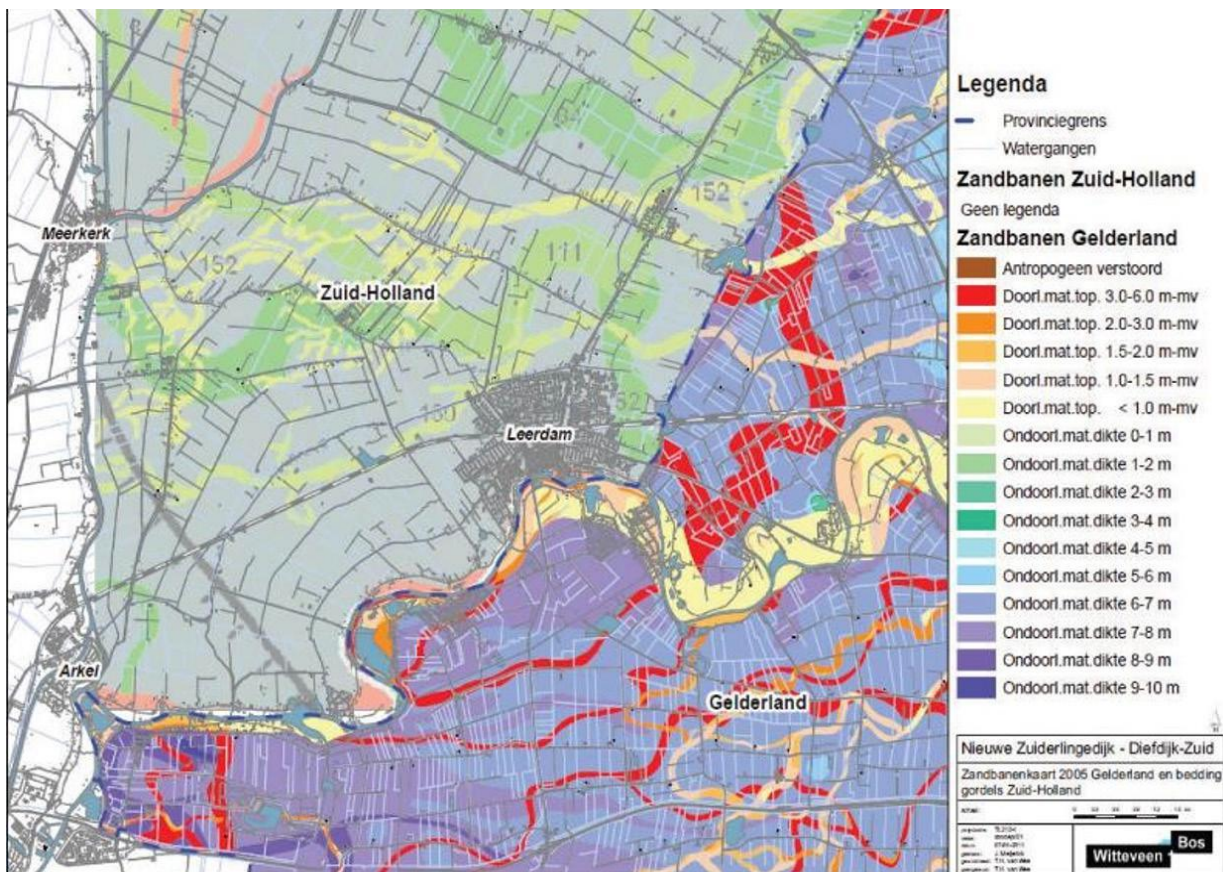 Meerkerk
152
Zuid-Holland
111
152
Leerdam
Arkel
Gelderland
Legenda
Provinciegrens
Watergangen
Zandbanen Zuid-Holland
Geen legenda
Zandbanen Gelderland
Antropogeen verstoord
Doorl.mat.top. 3.0-6.0 m-mv
Doorl.mat.top. 2.0-3.0 m-mv
Doorl.mat.top. 1.5-2.0 m-mv
Doorl.mat.top. 1.0-1.5 m-mv
Doorl.mat.top. < 1.0 m-mv
Ondoorl.mat.dikte 0-1 m
Ondoorl.mat.dikte 1-2 m
Ondoorl.mat.dikte 2-3 m
Ondoorl.mat.dikte 3-4 m
Ondoorl.mat.dikte 4-5 m
Ondoorl.mat.dikte 5-6 m
Ondoorl.mat.dikte 6-7 m
Ondoorl.mat.dikte 7-8 m
Ondoorl.mat.dikte 8-9 m
Ondoorl.mat.dikte 9-10 m
Nieuwe Zuiderlingedijk - Diefdijk-Zuid
Zandbanenkaart 2005 Gelderland en bedding
gordels Zuid-Holland
Witteveen Bos